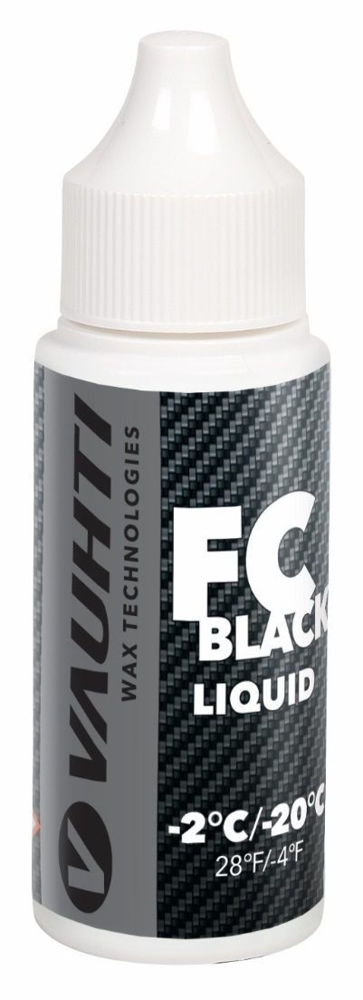 VAUHTI
WAX TECHNOLOGIES
FC
BLACK
LIQUID
-2°C/-20°C
28°F/-4°F